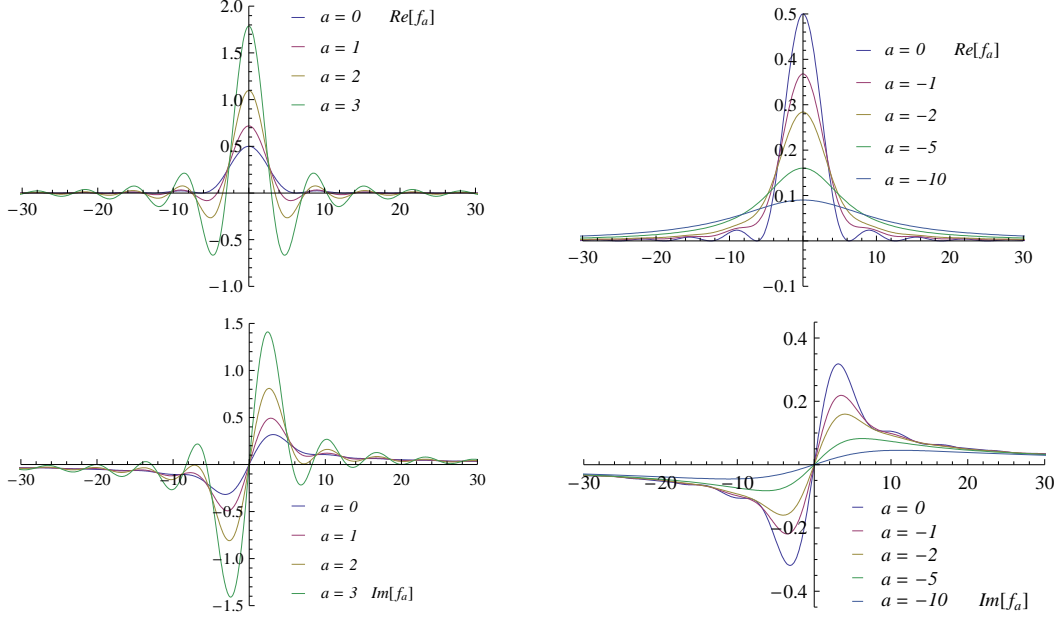 2.0
a = 0 Re[fa]
1.5
a = 1
a = 2
1.0
a = 3
0.5
−30 −20 −10 10 20 30
−0.5
−1.0
0.5
a = 0 Re[fa]
0.4
a = −1
0.3
a = −2
0.2
a = −5
a = −10
0.1
−30 −20 −10 10 20 30
−0.1
1.5
1.0
0.5
−30 −20 −10 10 20 30
−0.5
a = 0
a = 1
−1.0
a = 2
−1.5
a = 3 Im[fa]
0.4
0.2
−30 −20 −10 10 20 30
a = 0
−0.2
a = −1
a = −2
a = −5
−0.4
a = −10 Im[fa]